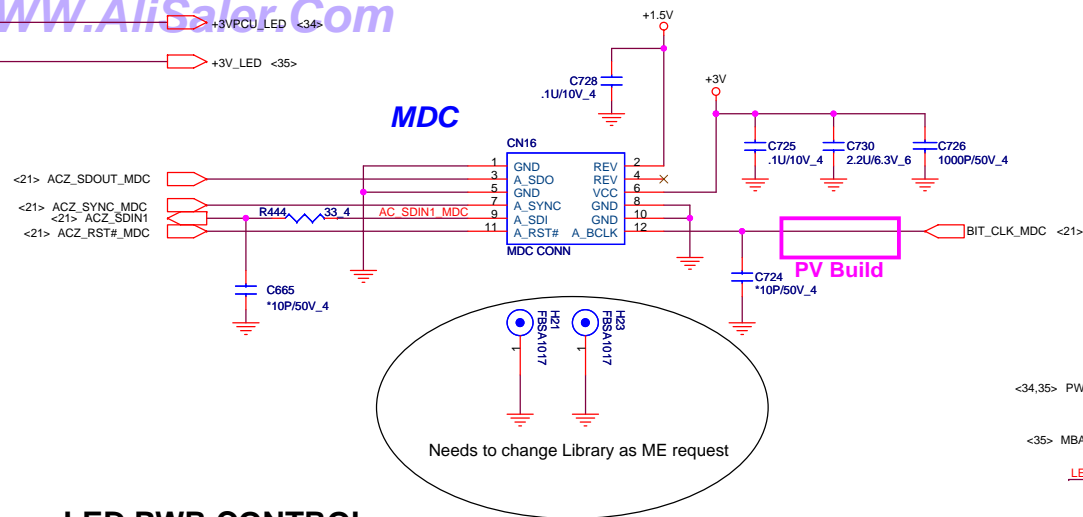 WW.AliSaler.Com
+3VPCU_LED <34>
+3V_LED <35>
+1.5V
C728
.1U/10V_4
+3V
MDC
C725
.1U/10V_4
C730
2.2U/6.3V_6
C726
1000P/50V_4
CN16
1 GND REV 2
3 A_SDO REV 4
5 GND VCC 6
7 A_SYNC GND 8
9 A_SDI GND 10
11 A_RST# A_BCLK 12
MDC CONN
<21> ACZ_SDOUT_MDC
<21> ACZ_SYNC_MDC
<21> ACZ_SDIN1
<21> ACZ_RST#_MDC
R444 33_4
AC_SDIN1_MDC
BIT_CLK_MDC <21>
PV Build
C665
*10P/50V_4
C724
*10P/50V_4
H21
FBSA1017
1
H23
FBSA1017
1
Needs to change Library as ME request
<34,35> PW
<35> MBA
LE